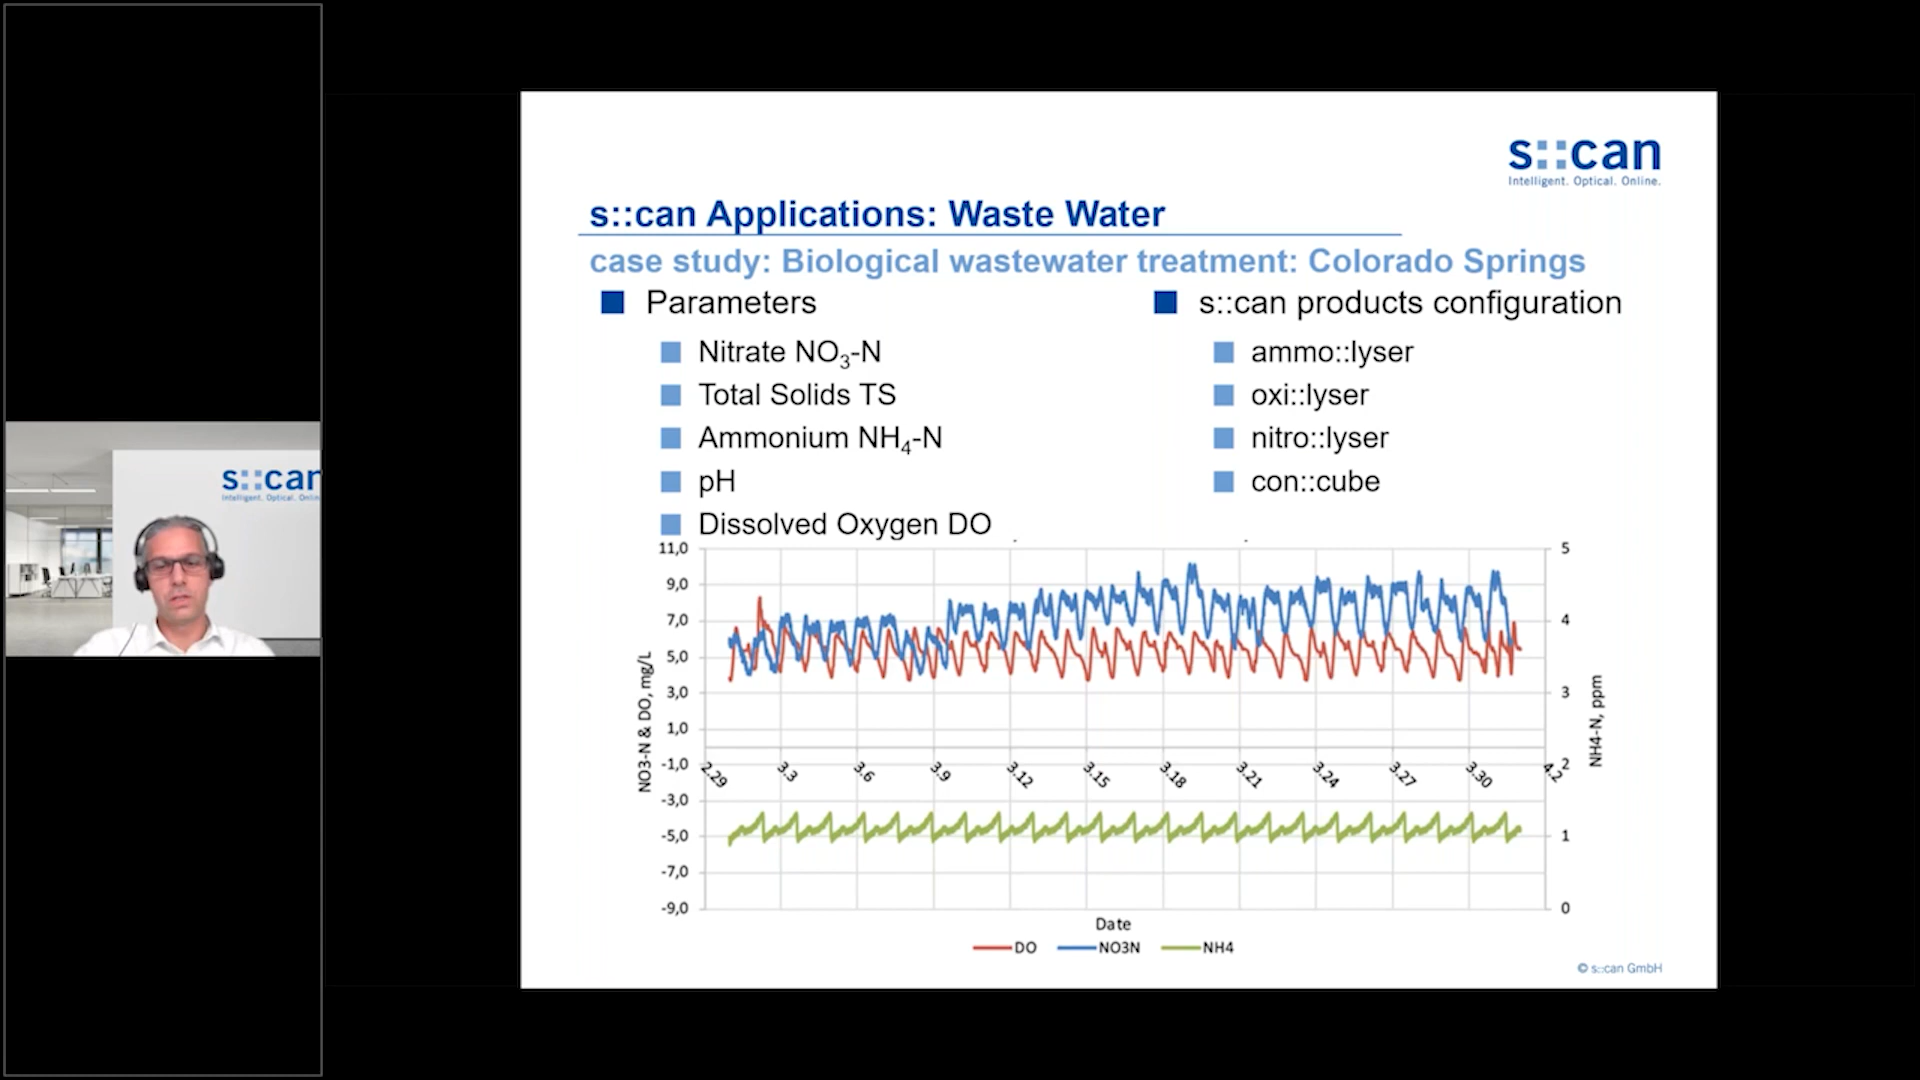 s::can
Intelligent. Optical. Online.
s::can Applications: Waste Water
case study: Biological wastewater treatment: Colorado Springs
Parameters
Nitrate NO3-N
Total Solids TS
Ammonium NH4-N
pH
Dissolved Oxygen DO
s::can products configuration
ammo::lyser
oxi::lyser
nitro::lyser
con::cube
NO3-N & DO, mg/L
11,0
9,0
7,0
5,0
3,0
1,0
-1,0
-3,0
-5,0
-7,0
-9,0
2.29
3.3
3.6
3.9
3.12
3.15
3.18
3.21
3.24
3.27
3.30
4.2
5
4
3
2
1
0
NH4-N, ppm
Date
DO NO3N NH4
© s::can GmbH
s::can
Intelligent. Optical. Onlin